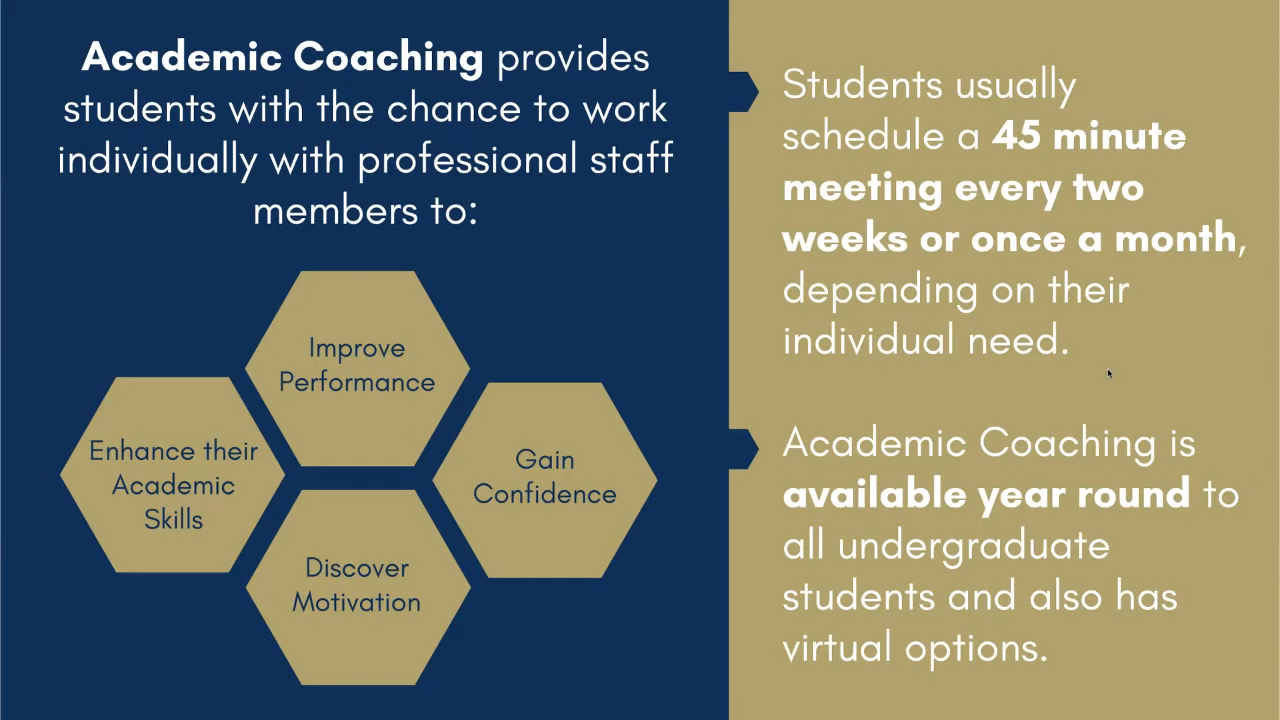 Academic Coaching provides
students with the chance to work
individually with professional staff
members to:
Improve
Performance
Enhance their
Academic
Skills
Gain
Confidence
Discover
Motivation
Students usually
schedule a 45 minute
meeting every two
weeks or once a month,
depending on their
individual need.
Academic Coaching is
available year round to
all undergraduate
students and also has
virtual options.